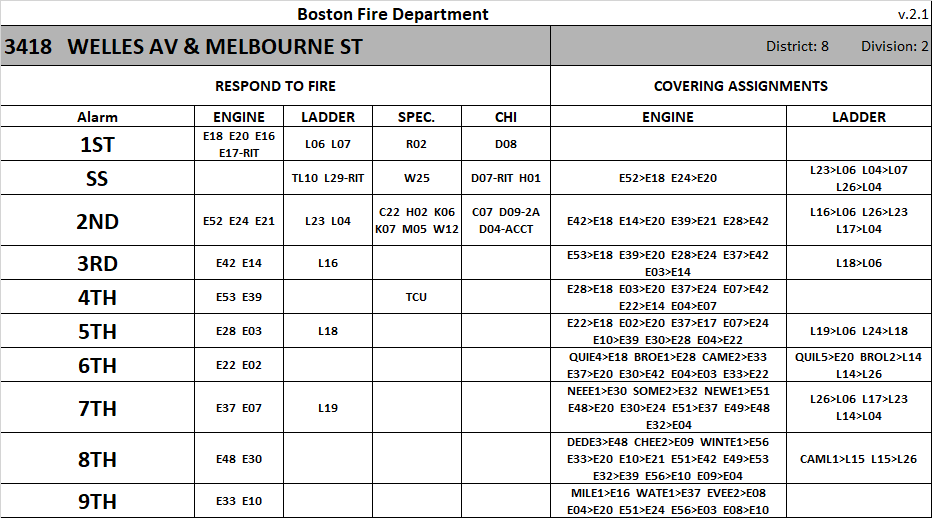 Boston Fire Department v.2.1
3418 WELLES AV & MELBOURNE ST District: 8 Division: 2
RESPOND TO FIRE COVERING ASSIGNMENTS
Alarm ENGINE LADDER SPEC. CHI ENGINE LADDER
1ST
E18 E20 E16
E17-RIT
L06 L07
R02
D08
SS
TL10 L29-RIT
W25
D07-RIT H01
E52>E18 E24>E20
L23>L06 L04>L07
L26>L04
2ND
E52 E24 E21
L23 L04
C22 H02 K06
K07 M05 W12
C07 D09-2A
D04-ACCT
E42>E18 E14>E20 E39>E21 E28>E42
L16>L06 L26>L23
L17>L04
3RD
E42 E14
L16
E53>E18 E39>E20 E28>E24 E37>E42
E03>E14
L18>L06
4TH
E53 E39
TCU
E28>E18 E03>E20 E37>E24 E07>E42
E22>E14 E04>E07
5TH
E28 E03
L18
E22>E18 E02>E20 E37>E17 E07>E24
E10>E39 E30>E28 E04>E22
L19>L06 L24>L18
6TH
E22 E02
QUIE4>E18 BROE1>E28 CAME2>E33
E37>E20 E30>E42 E04>E03 E33>E22
QUIL5>E20 BROL2>L14
L14>L26
7TH
E37 E07
L19
NEEE1>E30 SOME2>E32 NEWE1>E51
E48>E20 E30>E24 E51>E37 E49>E48
E32>E04
L26>L06 L17>L23
L14>L04
8TH
E48 E30
DEDE3>E48 CHEE2>E09 WINTE1>E56
E33>E20 E10>E21 E51>E42 E49>E53
E32>E39 E56>E10 E09>E04
CAML1>L15 L15>L26
9TH
E33 E10
MILE1>E16 WATE1>E37 EVEE2>E08
E04>E20 E51>E24 E56>E03 E08>E10